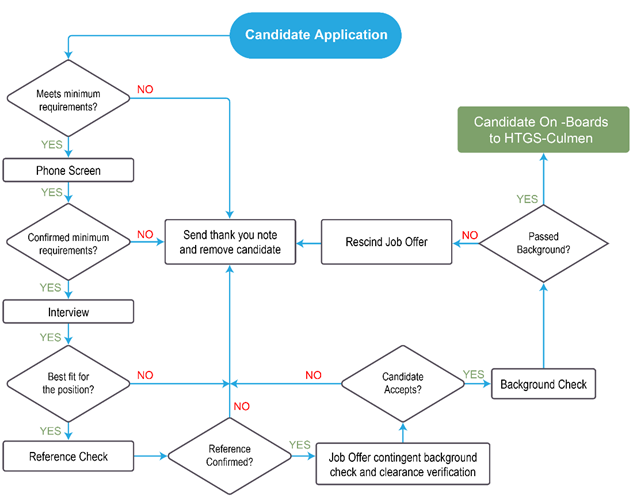 Candidate Application
Meets minimum
requirements?
NO
YES
Phone Screen
YES
Confirmed minimum
requirements?
NO
Send thank you note
and remove candidate
Rescind Job Offer
NO
Passed
Background?
YES
Candidate On -Boards
to HTGS-Culmen
YES
Interview
YES
Best fit for
the position?
NO
NO
Candidate
Accepts?
YES
Background Check
YES
Reference Check
NO
Reference
Confirmed?
YES
Job Offer contingent background
check and clearance verification